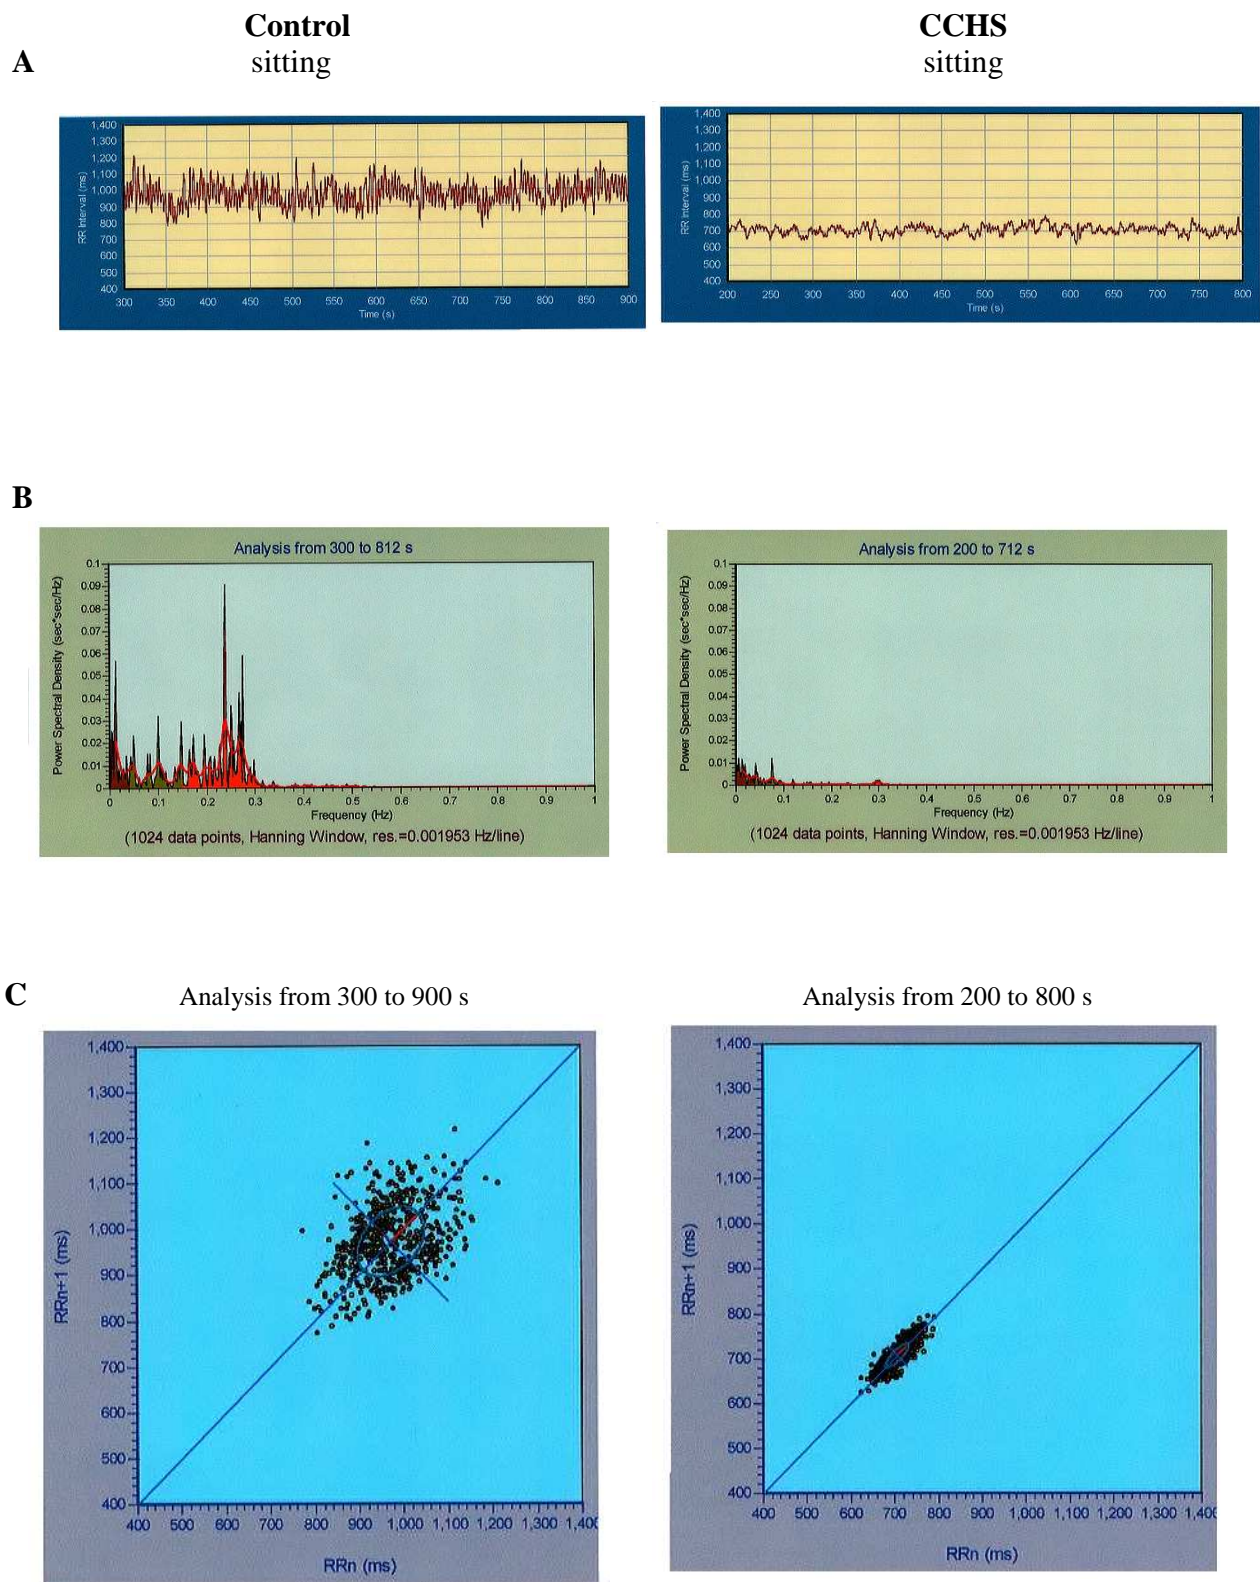 Control
sitting
CCHS
sitting
A
1,400
1,300
1,200
1,100
1,000
900
800
700
600
500
400
RR Interval (ms)
300 350 400 450 500 550 600 650 700 750 800 850 900
Time (s)
1,400
1,300
1,200
1,100
1,000
900
800
700
600
500
400
RR Interval (ms)
200 250 300 350 400 450 500 550 600 650 700 750 800
Time (s)
B
Analysis from 300 to 812 s
Power Spectral Density (sec*sec/Hz)
0.1
0.09
0.08
0.07
0.06
0.05
0.04
0.03
0.02
0.01
0
0 0.1 0.2 0.3 0.4 0.5 0.6 0.7 0.8 0.9 1
Frequency (Hz)
(1024 data points, Hanning Window, res.=0.001953 Hz/line)
Analysis from 200 to 712 s
Power Spectral Density (sec*sec/Hz)
0.1
0.09
0.08
0.07
0.06
0.05
0.04
0.03
0.02
0.01
0
0 0.1 0.2 0.3 0.4 0.5 0.6 0.7 0.8 0.9 1
Frequency (Hz)
(1024 data points, Hanning Window, res.=0.001953 Hz/line)
C
Analysis from 300 to 900 s
1,400
1,300
1,200
1,100
1,000
900
800
700
600
500
400
RRn+1 (ms)
400 500 600 700 800 900 1,000 1,100 1,200 1,300 1,400
RRn (ms)
Analysis from 200 to 800 s
1,400
1,300
1,200
1,100
1,000
900
800
700
600
500
400
RRn+1 (ms)
400 500 600 700 800 900 1,000 1,100 1,200 1,300 1,400
RRn (ms)